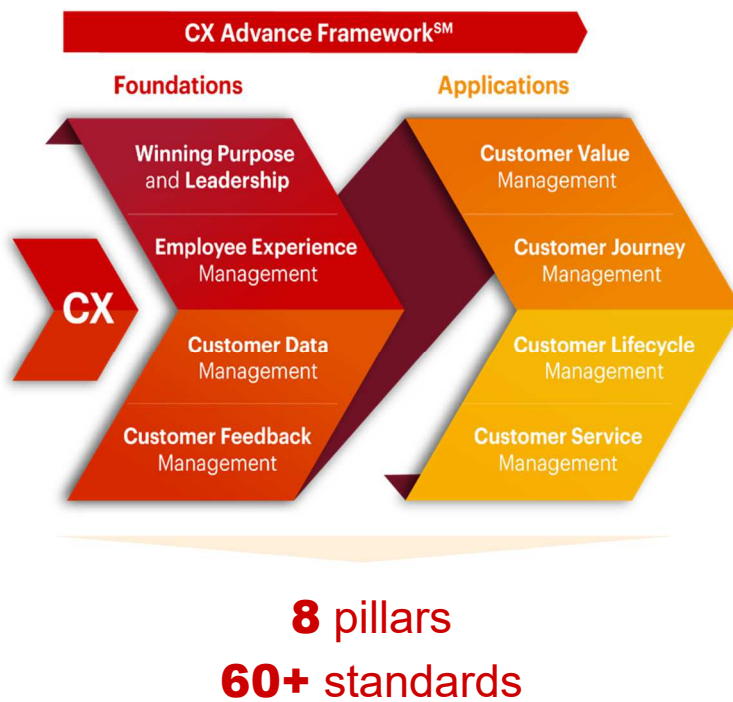 CX Advance Framework℠
Foundations
Applications
CX
Winning Purpose
and Leadership
Employee Experience
Management
Customer Data
Management
Customer Feedback
Management
Customer Value
Management
Customer Journey
Management
Customer Lifecycle
Management
Customer Service
Management
8 pillars
60+ standards